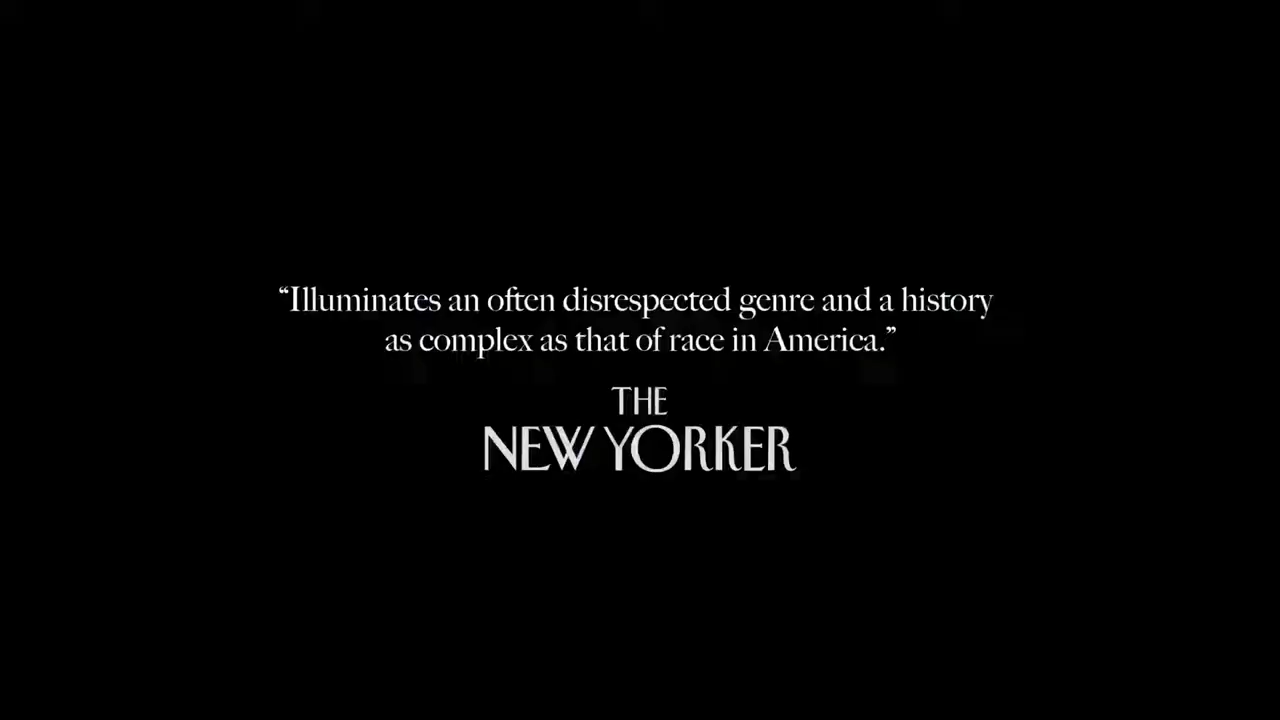 “Illuminates an often disrespected genre and a history
as complex as that of race in America.”
THE
NEW YORKER